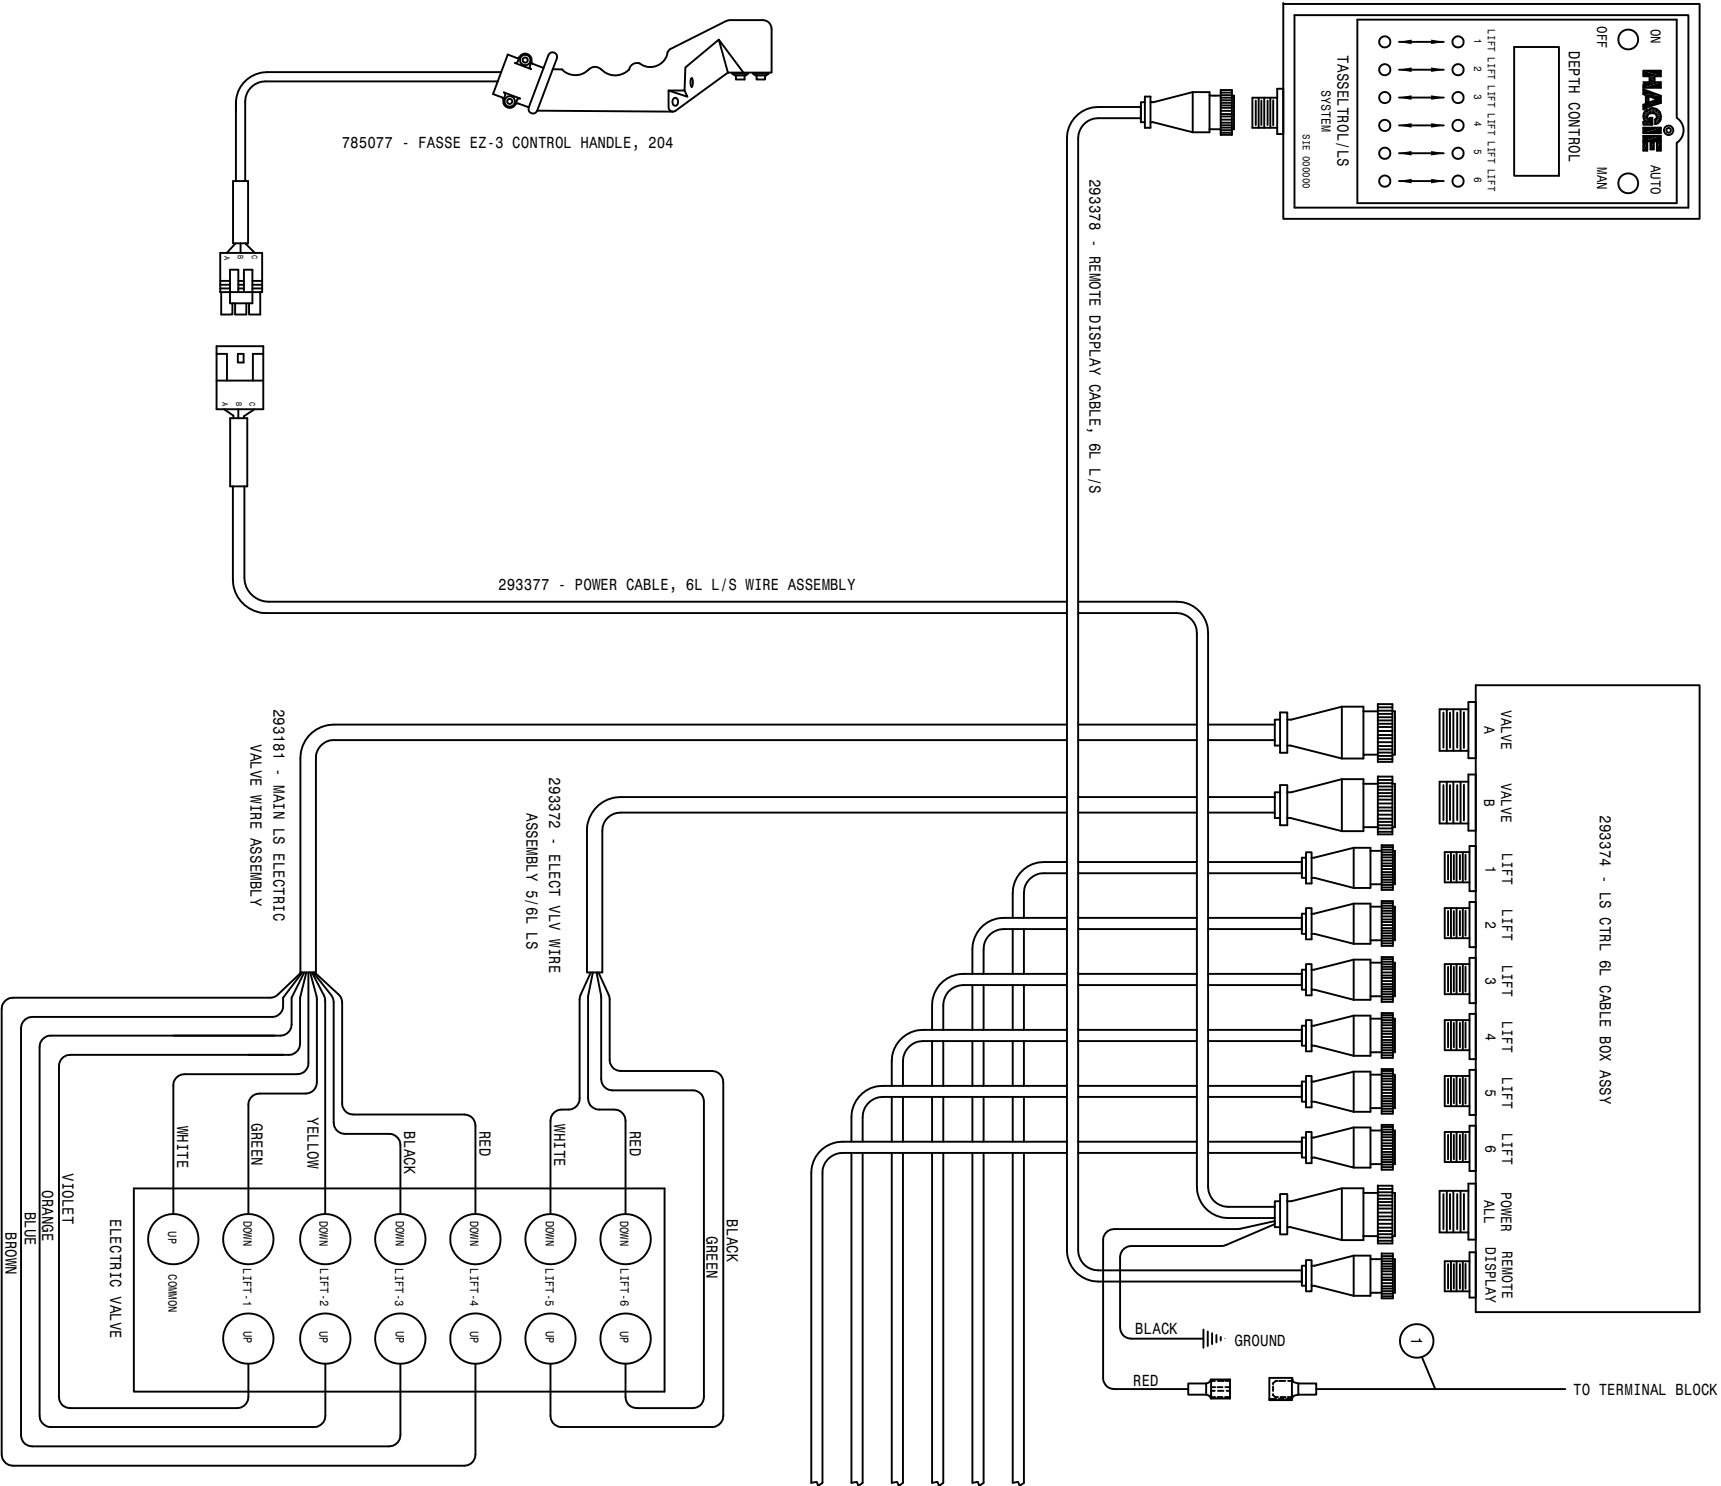 785077 - FASSE EZ-3 CONTROL HANDLE, 204
A B C
A B C
293377 - POWER CABLE, 6L L/S WIRE ASSEMBLY
293378 - REMOTE DISPLAY CABLE, 6L L/S
ON
OFF
HAGIE
AUTO
MAN
DEPTH CONTROL
LIFT LIFT LIFT LIFT LIFT LIFT
1 2 3 4 5 6
TASSELTROL/LS
SYSTEM
SIE 000000
293374 - LS CTRL 6L CABLE BOX ASSY
VALVE
A
VALVE
B
LIFT
1
LIFT
2
LIFT
3
LIFT
4
LIFT
5
LIFT
6
POWER
ALL
REMOTE
DISPLAY
293181 - MAIN LS ELECTRIC
VALVE WIRE ASSEMBLY
293372 - ELECT VLV WIRE
ASSEMBLY 5/6L LS
WHITE
GREEN
YELLOW
BLACK
RED
WHITE
RED
BLACK
GREEN
VIOLET
ORANGE
BLUE
BROWN
ELECTRIC VALVE
UP
COMMON
DOWN
LIFT-1
UP
DOWN
LIFT-2
UP
DOWN
LIFT-3
UP
DOWN
LIFT-4
UP
DOWN
LIFT-5
UP
DOWN
LIFT-6
UP
BLACK
GROUND
RED
1
TO TERMINAL BLOCK